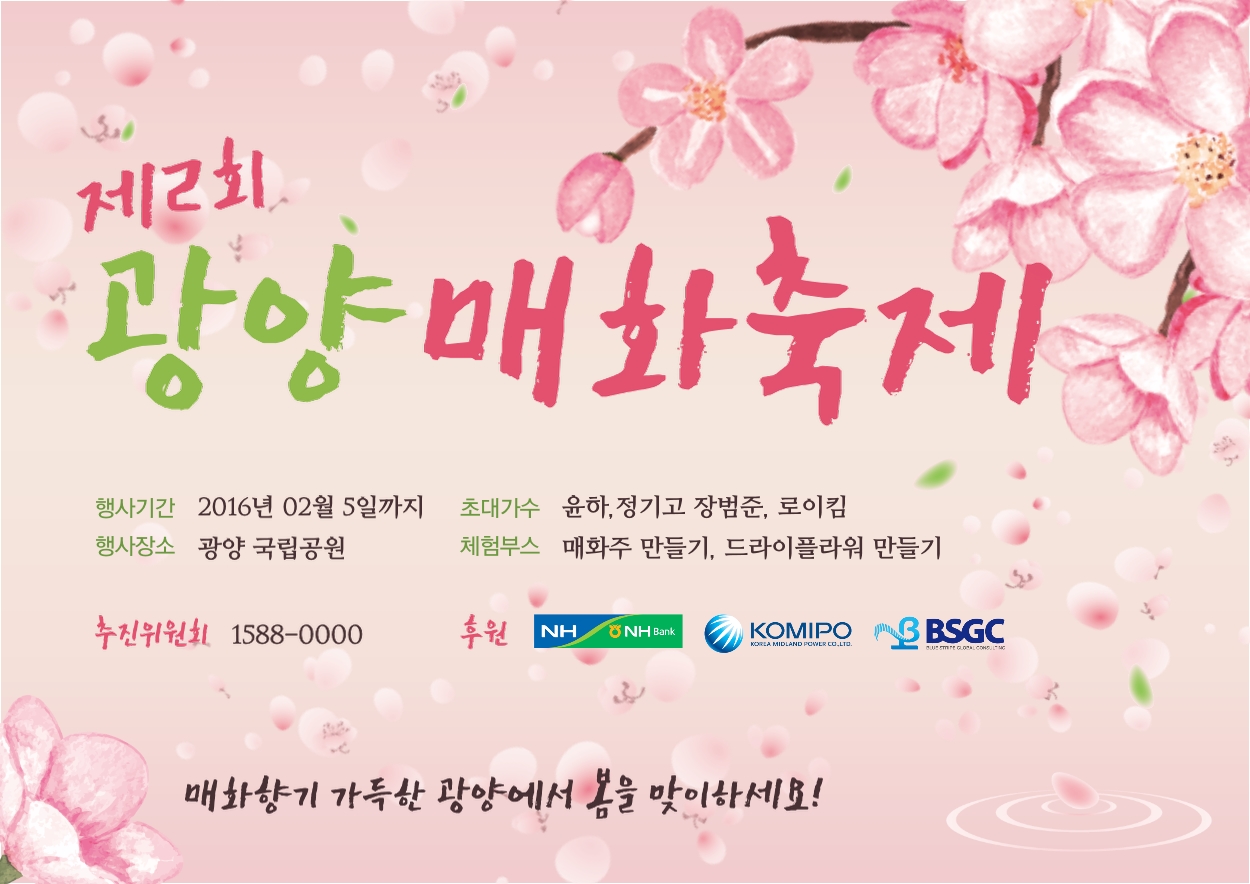 제2회
광양 매화축제
행사기간 2016년 02월 5일까지
행사장소 광양 국립공원
초대가수 윤하,정기고 장범준, 로이킴
체험부스 매화주 만들기, 드라이플라워 만들기
추진위원회 1588-0000
후원 NH NH Bank KOMIPO KOREA MIDLAND POWER CO.,LTD. BSGC BLUE STRIPE GLOBAL CONSULTING
매화향기 가득한 광양에서 봄을 맞이하세요!